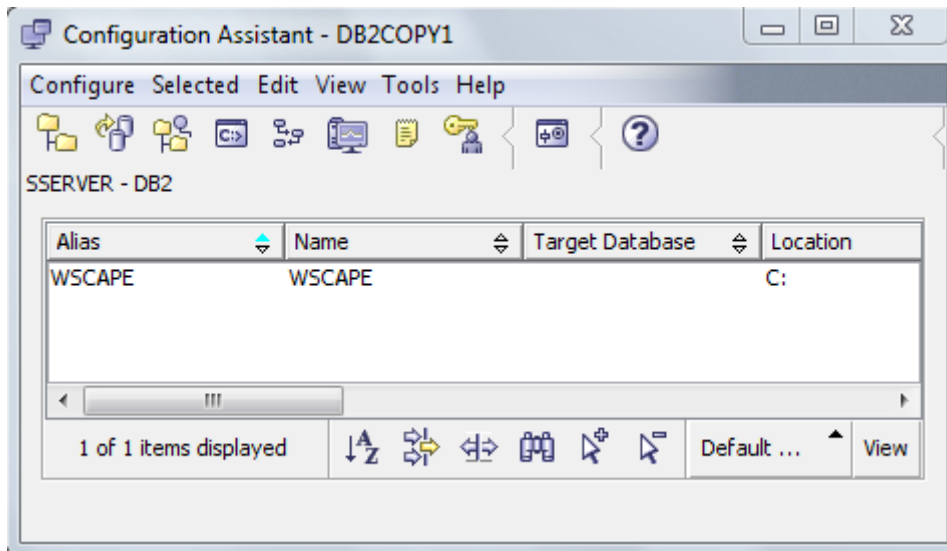 Configuration Assistant - DB2COPY1
Configure Selected Edit View Tools Help
SSERVER - DB2
Alias Name Target Database Location
WSCAPE WSCAPE C:
1 of 1 items displayed Default ... View